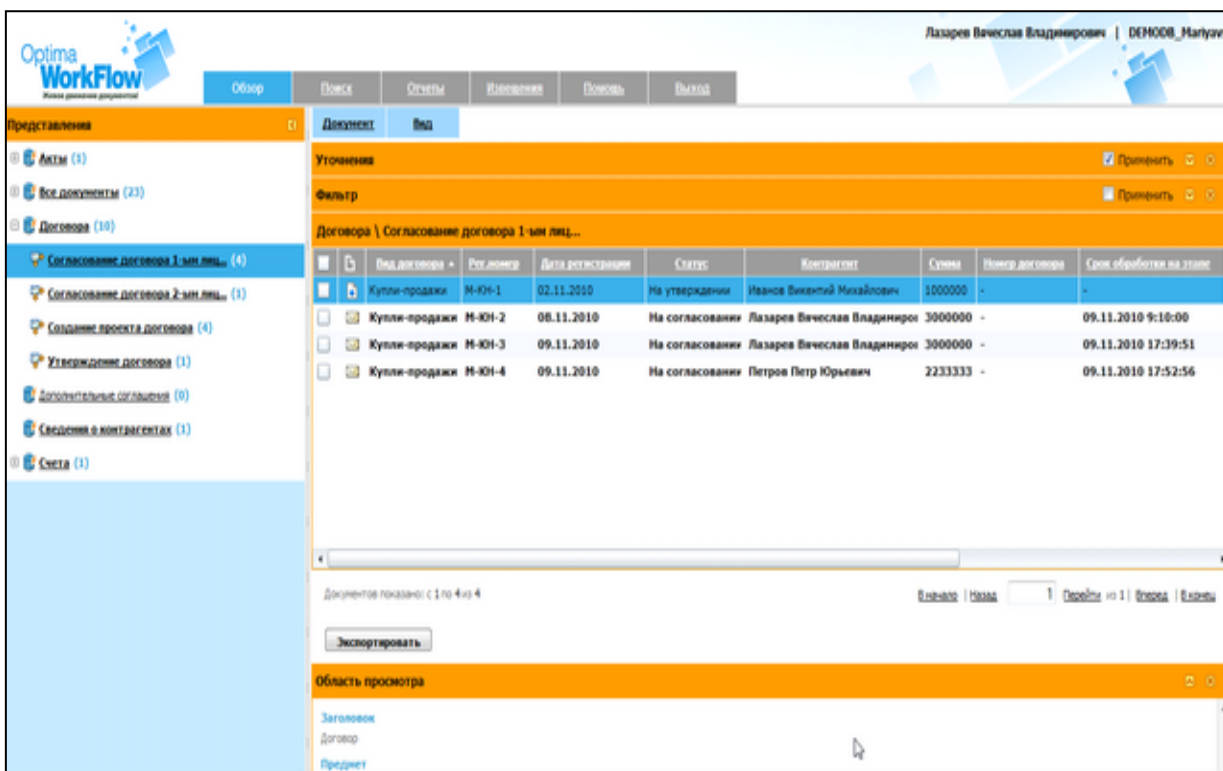 Лазарев Вячеслав Владимирович | DEMODB_Mariyav
Optima
WorkFlow
Живое движение документов!
Обзор Поиск Отчеты Извещения Помощь Выход
Представления
Документ Вид
Акты (1)
Уточнения Применить
Все документы (23)
Фильтр Применить
Договора (10)
Договора \ Согласование договора 1-ым лиц...
Согласование договора 1-ым лиц... (4)
Вид договора Рег.номер Дата регистрации Статус Контрагент Сумма Номер договора Срок обработки на этапе
Купли-продажи М-КН-1 02.11.2010 На утверждении Иванов Викентий Михайлович 1000000 - -
Согласование договора 2-ым лиц... (1)
Купли-продажи М-КН-2 08.11.2010 На согласовании Лазарев Вячеслав Владимиров 3000000 - 09.11.2010 9:10:00
Создание проекта договора (4)
Купли-продажи М-КН-3 09.11.2010 На согласовании Лазарев Вячеслав Владимиров 3000000 - 09.11.2010 17:39:51
Утверждение договора (1)
Купли-продажи М-КН-4 09.11.2010 На согласовании Петров Петр Юрьевич 2233333 - 09.11.2010 17:52:56
Дополнительные соглашения (0)
Сведения о контрагентах (1)
Счета (1)
Документов показано: с 1 по 4 из 4
В начало | Назад 1 Перейти из 1 | Вперед | В конец
Экспортировать
Область просмотра
Заголовок
Договор
Предмет